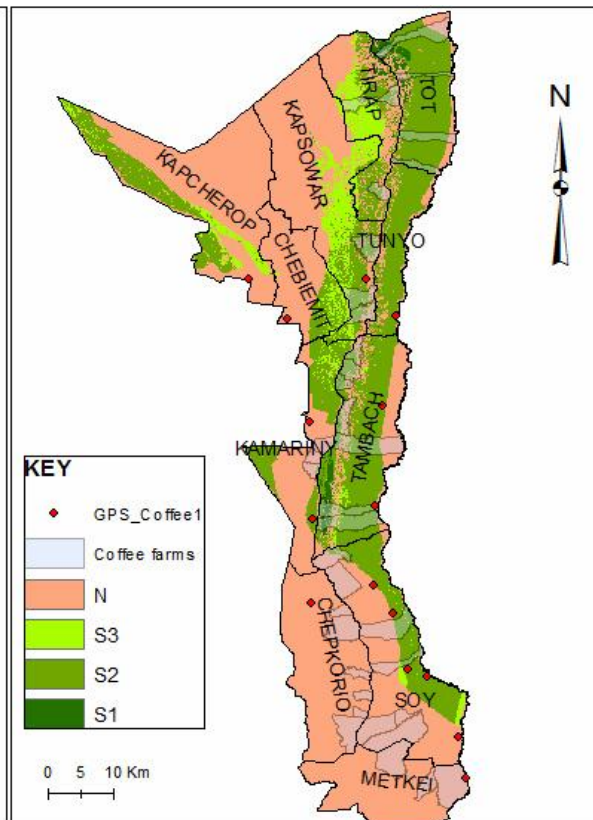 N
TIRAP
TOT
KAPSOWAR
KAPCHEROP
TUNYO
CHEBIEMIT
TAMBACH
KAMARINY
KEY
GPS_Coffee1
Coffee farms
N
S3
S2
S1
CHEPKORIO
SOY
METKEI
0 5 10 Km